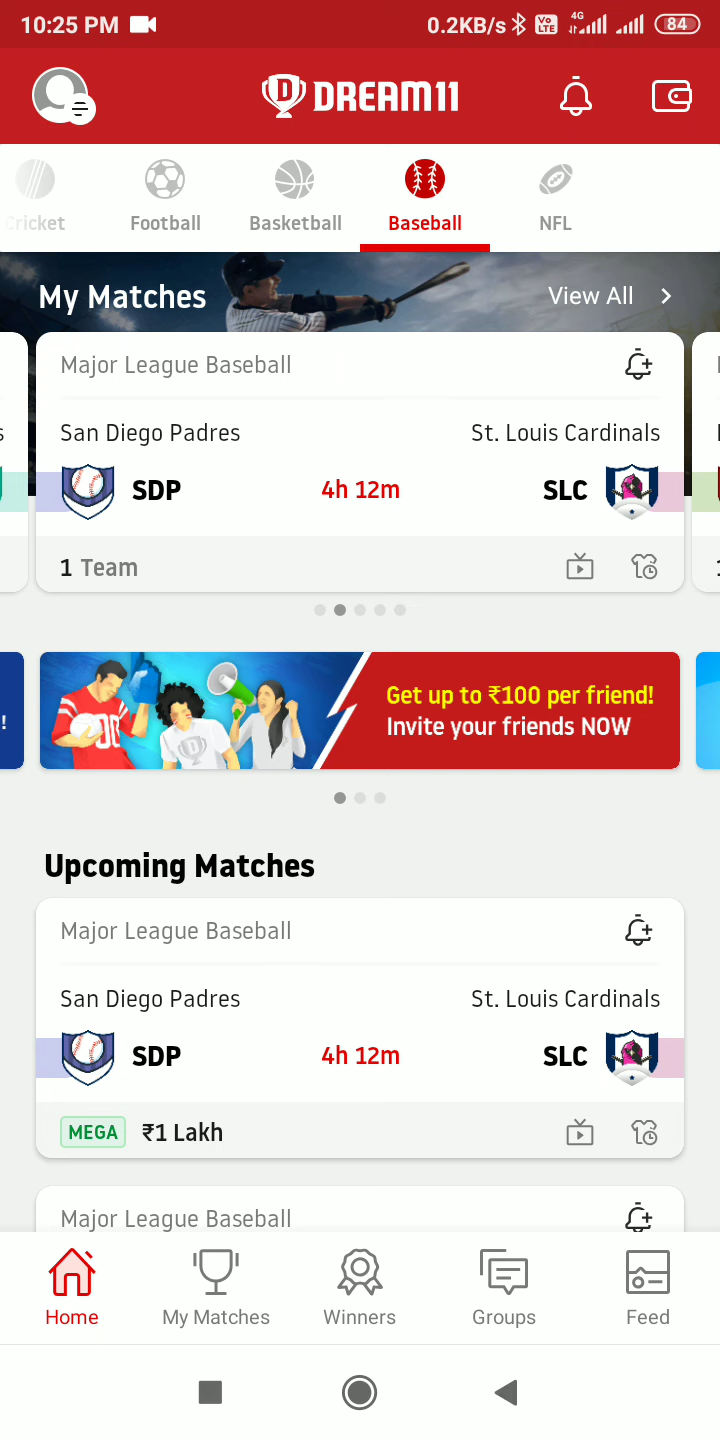 10:25 PM 0.2KB/s Vo LTE 4G 84
D DREAM11
Cricket Football Basketball Baseball NFL
My Matches View All
Major League Baseball
San Diego Padres St. Louis Cardinals
SDP 4h 12m SLC
1 Team
!
Get up to ₹100 per friend!
Invite your friends NOW
Upcoming Matches
Major League Baseball
San Diego Padres St. Louis Cardinals
SDP 4h 12m SLC
MEGA ₹1 Lakh
Major League Baseball
Home My Matches Winners Groups Feed